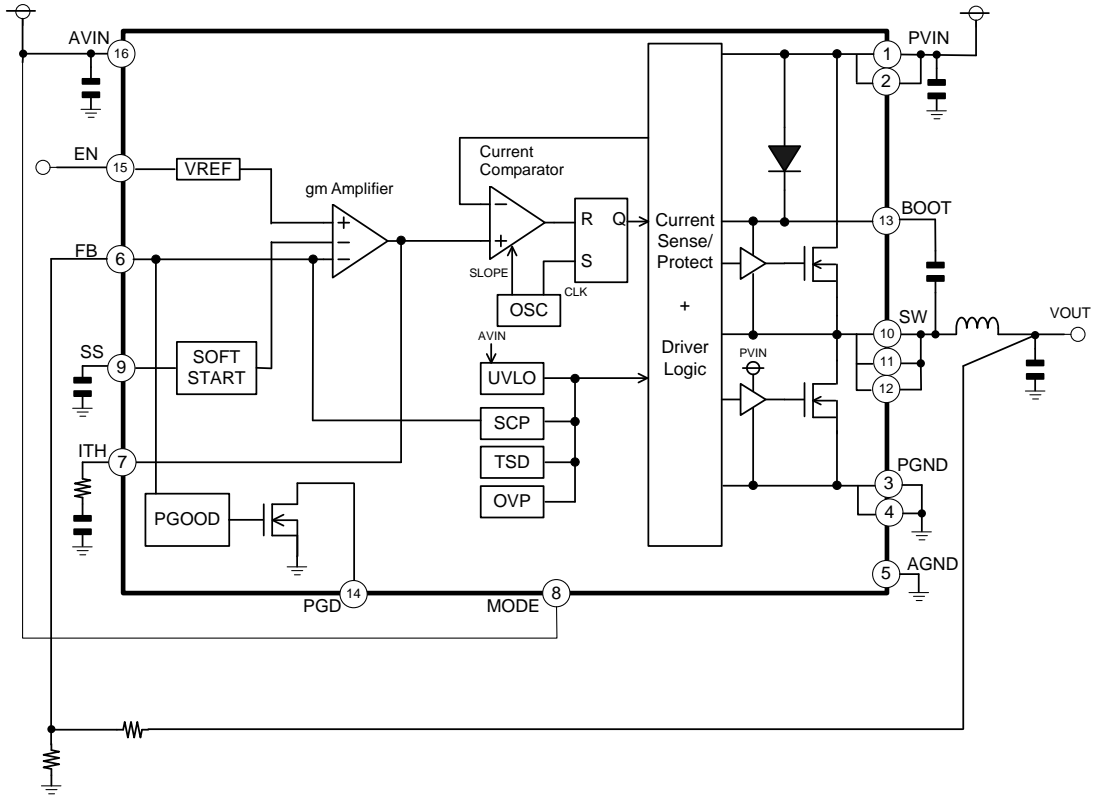 AVIN
16
PVIN
1
2
EN
15
VREF
gm Amplifier
+
−
−
Current
Comparator
−
+
R
Q
S
SLOPE
OSC
CLK
Current
Sense/
Protect
+
Driver
Logic
13
BOOT
FB
6
SS
9
SOFT
START
AVIN
UVLO
SCP
TSD
OVP
PVIN
SW
10
11
12
VOUT
ITH
7
PGOOD
PGND
3
4
5
AGND
PGD
14
MODE
8